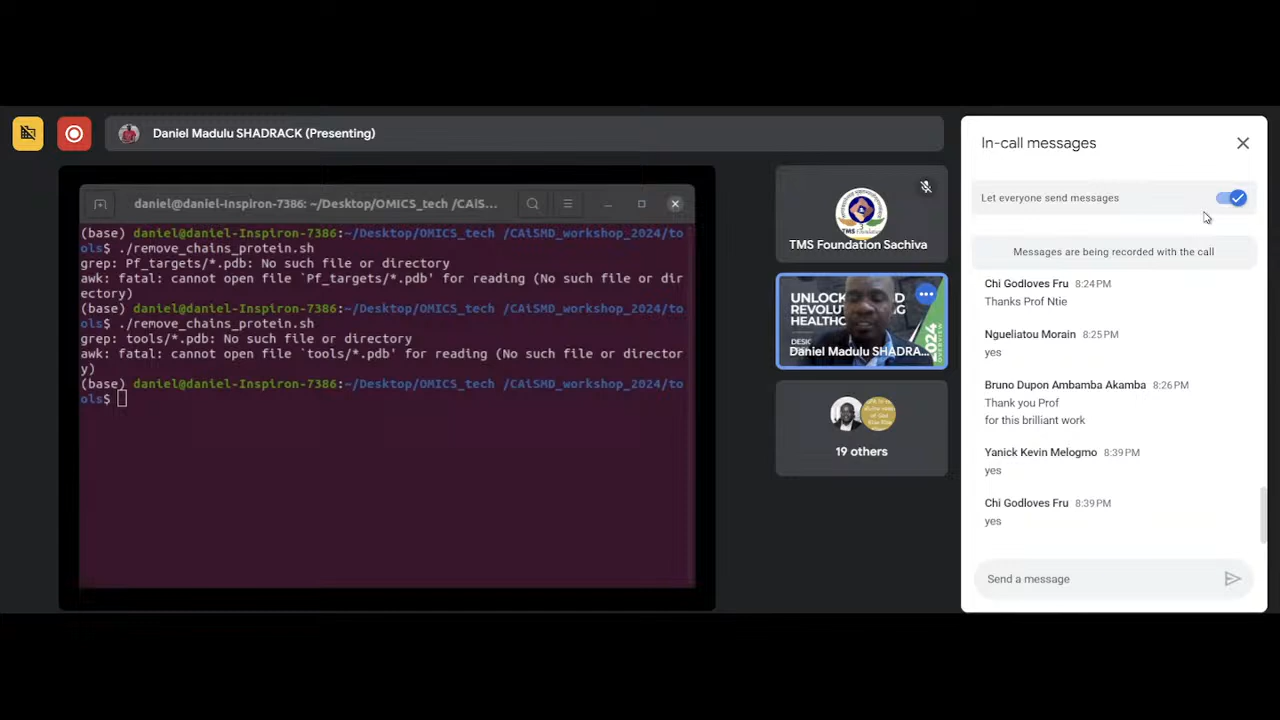 Daniel Madulu SHADRACK (Presenting)
daniel@daniel-Inspiron-7386: ~/Desktop/OMICS_tech /CAiS...
(base) daniel@daniel-Inspiron-7386:~/Desktop/OMICS_tech /CAiSMD_workshop_2024/to
ols$ ./remove_chains_protein.sh
grep: Pf_targets/*.pdb: No such file or directory
awk: fatal: cannot open file `Pf_targets/*.pdb' for reading (No such file or dir
ectory)
(base) daniel@daniel-Inspiron-7386:~/Desktop/OMICS_tech /CAiSMD_workshop_2024/to
ols$ ./remove_chains_protein.sh
grep: tools/*.pdb: No such file or directory
awk: fatal: cannot open file `tools/*.pdb' for reading (No such file or director
y)
(base) daniel@daniel-Inspiron-7386:~/Desktop/OMICS_tech /CAiSMD_workshop_2024/to
ols$
TMS Foundation
TMS Foundation Sachiva
UNLOCK
REVOLU
HEALTHC
2024
OVERVIEW
Daniel Madulu SHADRA...
19 others
In-call messages
Let everyone send messages
Messages are being recorded with the call
Chi Godloves Fru 8:24 PM
Thanks Prof Ntie
Ngueliatou Morain 8:25 PM
yes
Bruno Dupon Ambamba Akamba 8:26 PM
Thank you Prof
for this brilliant work
Yanick Kevin Melogmo 8:39 PM
yes
Chi Godloves Fru 8:39 PM
yes
Send a message